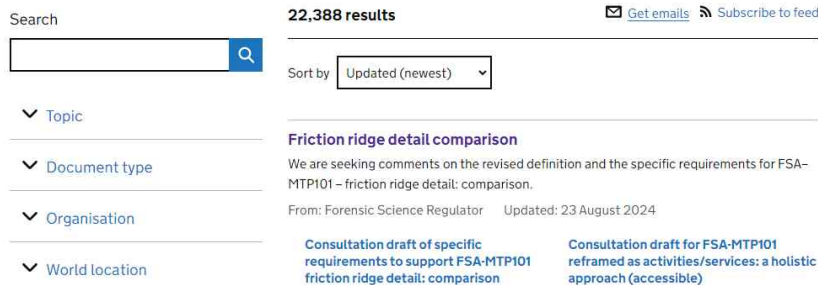 Search
Topic
Document type
Organisation
World location
22,388 results
Get emails
Subscribe to feed
Sort by
Updated (newest)
Friction ridge detail comparison
We are seeking comments on the revised definition and the specific requirements for FSA-
MTP101 – friction ridge detail: comparison.
From: Forensic Science Regulator Updated: 23 August 2024
Consultation draft of specific
requirements to support FSA-MTP101
friction ridge detail: comparison
Consultation draft for FSA-MTP101
reframed as activities/services: a holistic
approach (accessible)